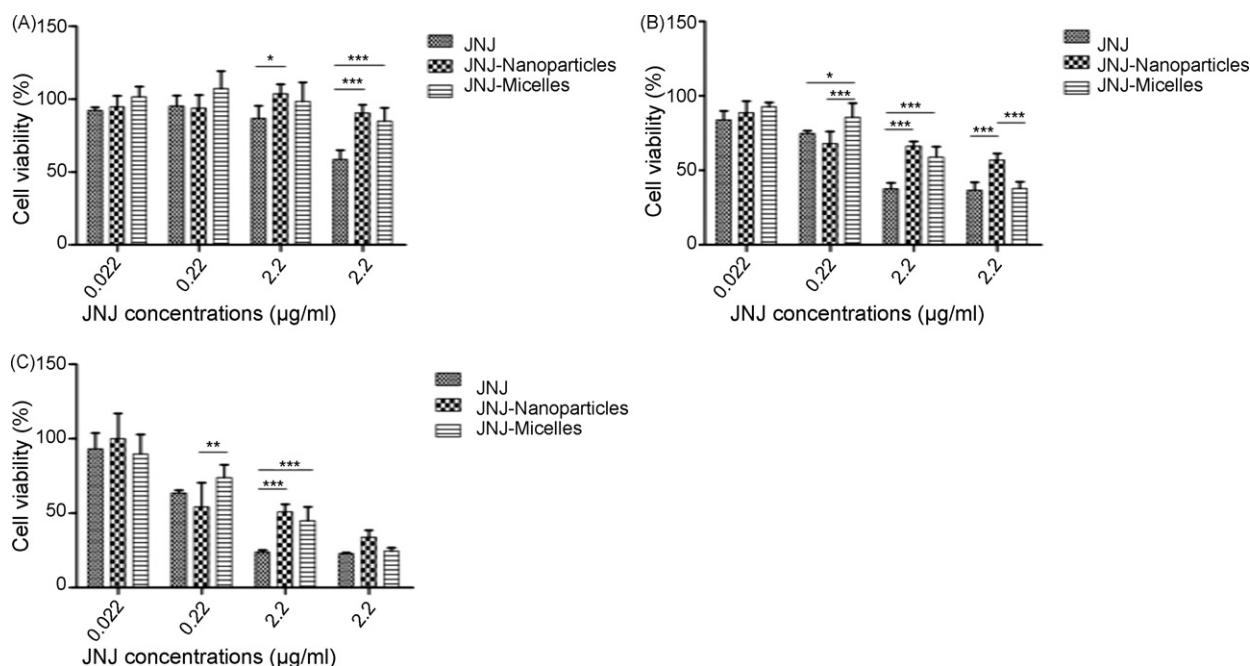 (A)
150
100
50
0
Cell viability (%)
*
***
***
JNJ
JNJ-Nanoparticles
JNJ-Micelles
0.022
0.22
2.2
2.2
JNJ concentrations (µg/ml)
(B)
150
100
50
0
Cell viability (%)
*
***
***
***
***
***
JNJ
JNJ-Nanoparticles
JNJ-Micelles
0.022
0.22
2.2
2.2
JNJ concentrations (µg/ml)
(C)
150
100
50
0
Cell viability (%)
**
***
***
JNJ
JNJ-Nanoparticles
JNJ-Micelles
0.022
0.22
2.2
2.2
JNJ concentrations (µg/ml)